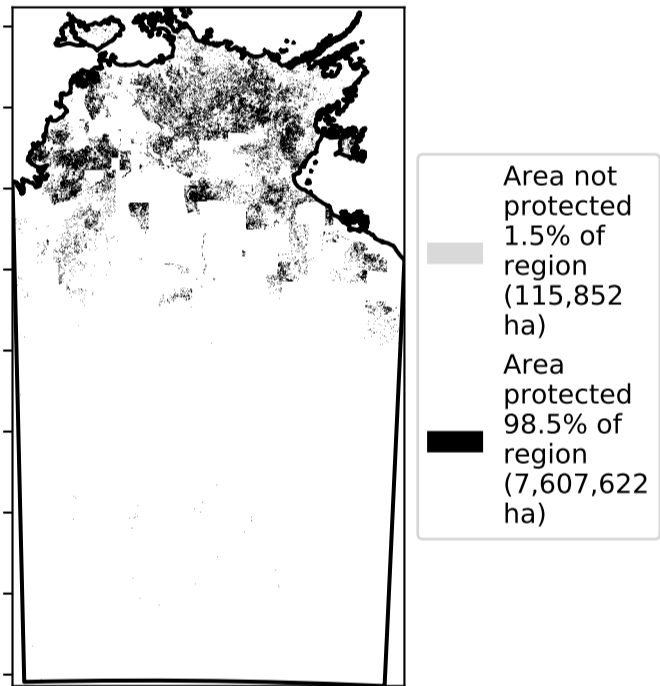 Area not
protected
1.5% of
region
(115,852
ha)
Area
protected
98.5% of
region
(7,607,622
ha)